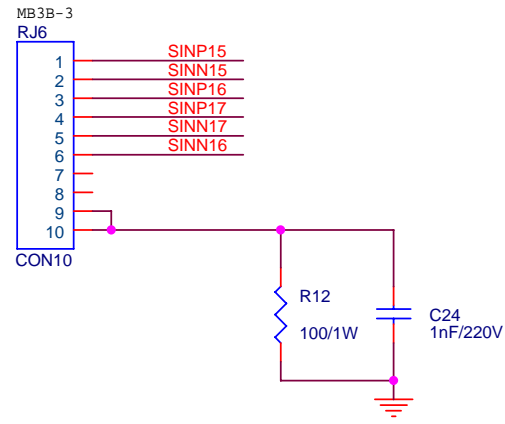 MB3B-3
RJ6
1 SINP15
2 SINN15
3 SINP16
4 SINP17
5 SINN17
6 SINN16
7
8
9
10
CON10
R12
100/1W
C24
1nF/220V